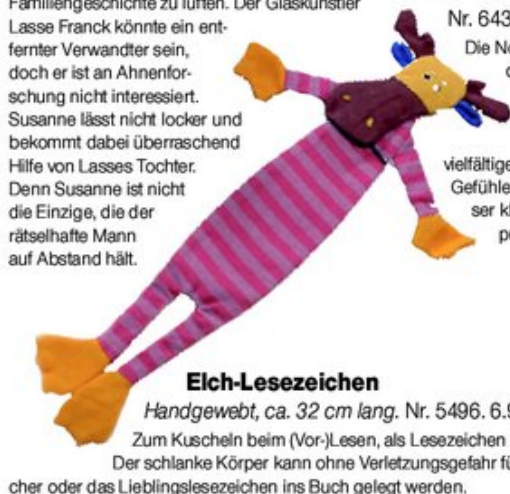 Familiengeschichte zu lüften. Der Glaskünstler
Lasse Franck könnte ein ent-
fernter Verwandter sein,
doch er ist an Ahnenfor-
schung nicht interessiert.
Susanne lässt nicht locker und
bekommt dabei überraschend
Hilfe von Lasses Tochter.
Denn Susanne ist nicht
die Einzige, die der
rätselhafte Mann
auf Abstand hält.
Nr. 643
Die
vielfältige
Gefühle
ser
Elch-Lesezeichen
Handgewebt, ca. 32 cm lang. Nr. 5496. 6.9
Zum Kuscheln beim (Vor-)Lesen, als Lesezeichen
Der schlanke Körper kann ohne Verletzungsgefahr fü
cher oder das Lieblingslesezeichen ins Buch gelegt werden.